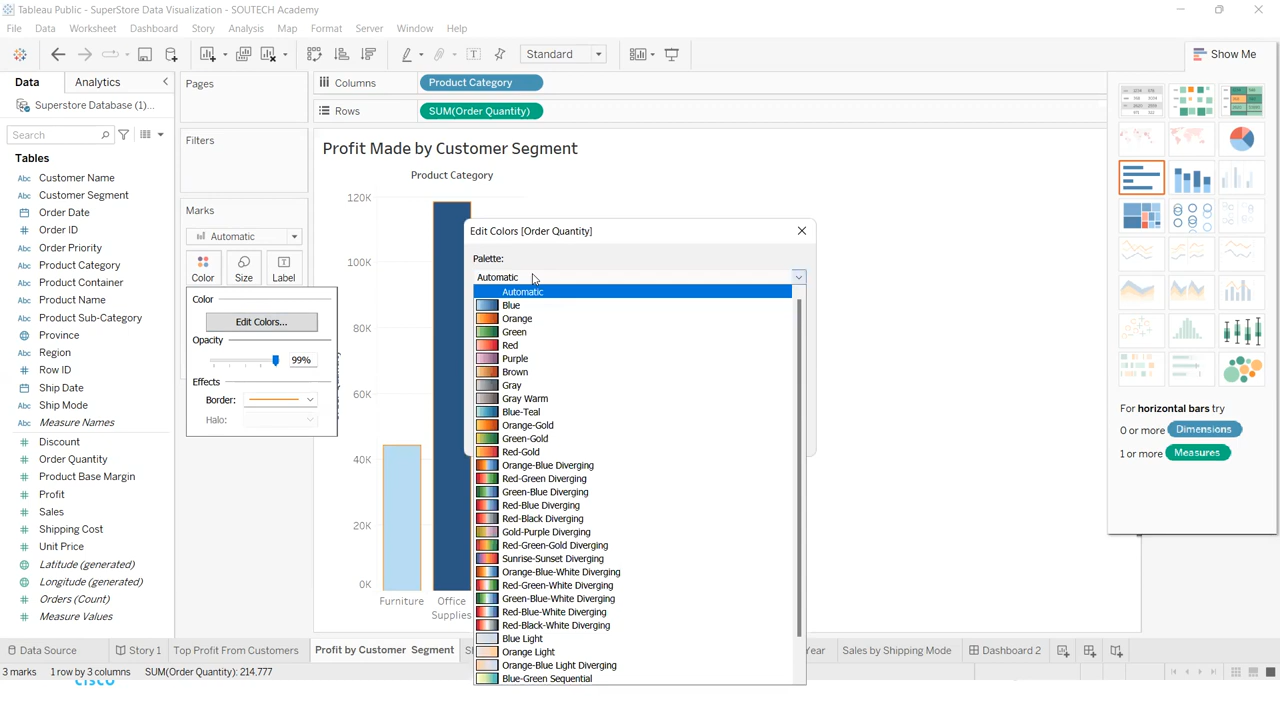 Tableau Public - SuperStore Data Visualization - SOUTECH Academy
File Data Worksheet Dashboard Story Analysis Map Format Server Window Help
Standard
Show Me
Data Analytics
Superstore Database (1)...
Search
Tables
Abc Customer Name
Abc Customer Segment
Order Date
# Order ID
Abc Order Priority
Abc Product Category
Abc Product Container
Abc Product Name
Abc Product Sub-Category
Province
Abc Region
# Row ID
Ship Date
Abc Ship Mode
Abc Measure Names
# Discount
# Order Quantity
# Product Base Margin
# Profit
# Sales
# Shipping Cost
# Unit Price
# Latitude (generated)
# Longitude (generated)
# Orders (Count)
# Measure Values
Pages
Filters
Marks
Automatic
Color Size Label
Color
Edit Colors...
Opacity
99%
Effects
Border:
Halo:
Columns Product Category
Rows SUM(Order Quantity)
Profit Made by Customer Segment
Product Category
120K
100K
80K
60K
40K
20K
0K
Furniture
Office
Supplies
Edit Colors [Order Quantity]
Palette:
Automatic
Automatic
Blue
Orange
Green
Red
Purple
Brown
Gray
Gray Warm
Blue-Teal
Orange-Gold
Green-Gold
Red-Gold
Orange-Blue Diverging
Red-Green Diverging
Green-Blue Diverging
Red-Blue Diverging
Red-Black Diverging
Gold-Purple Diverging
Red-Green-Gold Diverging
Sunrise-Sunset Diverging
Orange-Blue-White Diverging
Red-Green-White Diverging
Green-Blue-White Diverging
Red-Blue-White Diverging
Red-Black-White Diverging
Blue Light
Orange Light
Orange-Blue Light Diverging
Blue-Green Sequential
For horizontal bars try
0 or more Dimensions
1 or more Measures
Data Source Story 1 Top Profit From Customers Profit by Customer Segment Year Sales by Shipping Mode Dashboard 2
3 marks 1 row by 3 columns SUM(Order Quantity): 214,777
cisco